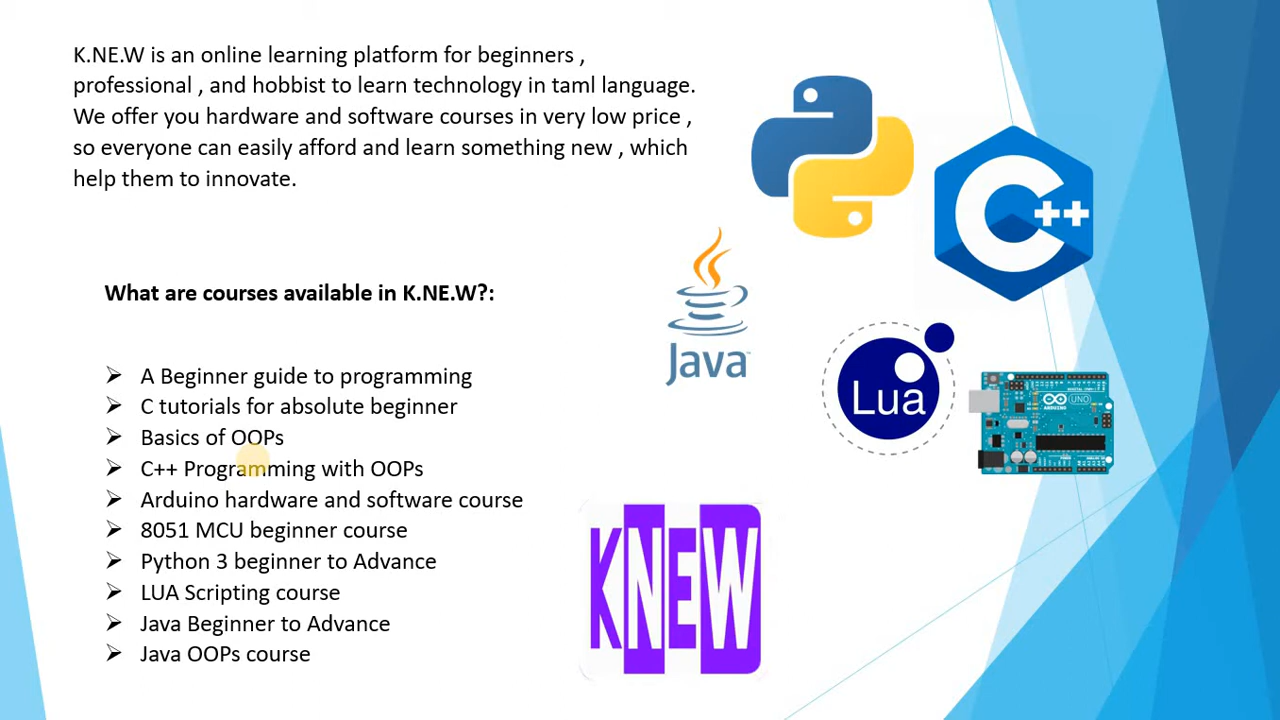 K.NE.W is an online learning platform for beginners ,
professional , and hobbist to learn technology in taml language.
We offer you hardware and software courses in very low price ,
so everyone can easily afford and learn something new , which
help them to innovate.
What are courses available in K.NE.W?:
A Beginner guide to programming
C tutorials for absolute beginner
Basics of OOPs
C++ Programming with OOPs
Arduino hardware and software course
8051 MCU beginner course
Python 3 beginner to Advance
LUA Scripting course
Java Beginner to Advance
Java OOPs course
C++
Java
Lua
UNO
ARDUINO
KNEW